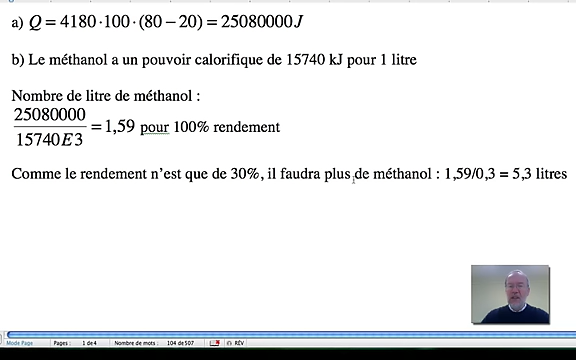 a) Q = 4180·100·(80−20) = 25080000J
b) Le méthanol a un pouvoir calorifique de 15740 kJ pour 1 litre
Nombre de litre de méthanol :
25080000
15740E3
= 1,59 pour 100% rendement
Comme le rendement n’est que de 30%, il faudra plus de méthanol : 1,59/0,3 = 5,3 litres
Mode Page Pages : 1 de 4 Nombre de mots : 104 de 507 RÉV